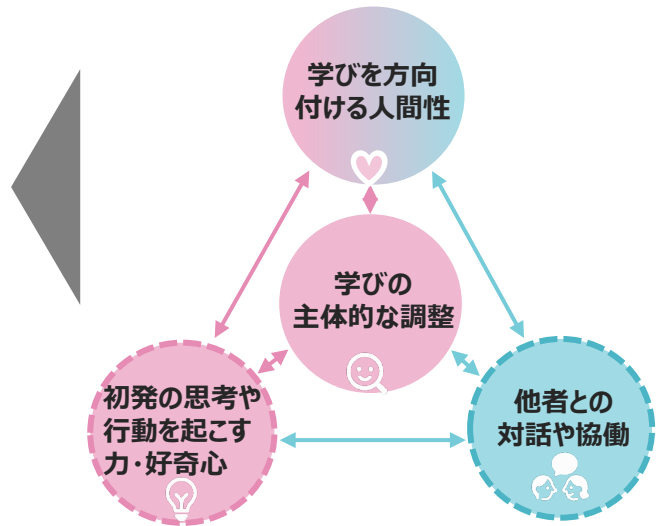 学びを方向
付ける人間性
学びの
主体的な調整
初発の思考や
行動を起こす
力・好奇心
他者との
対話や協働